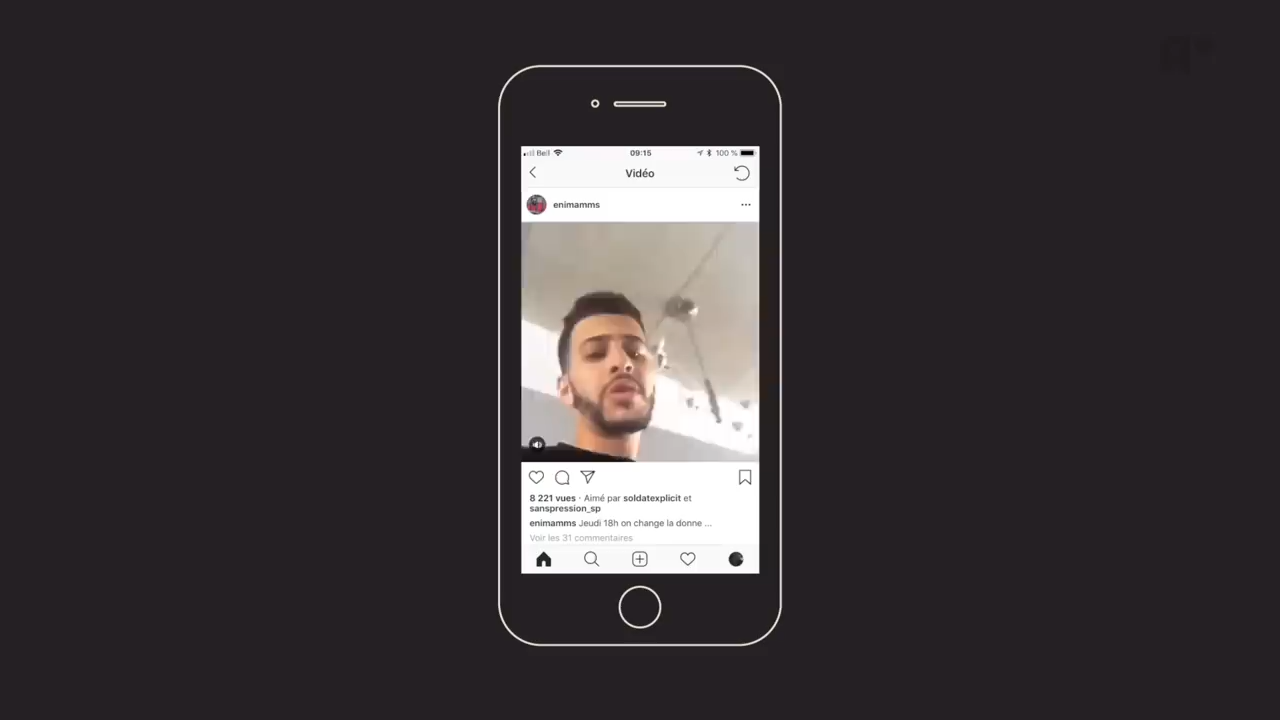 Bell 09:15 100 %
Vidéo
enimamms
8 221 vues · Aimé par soldatexplicit et
sanspression_sp
enimamms Jeudi 18h on change la donne ...
Voir les 31 commentaires